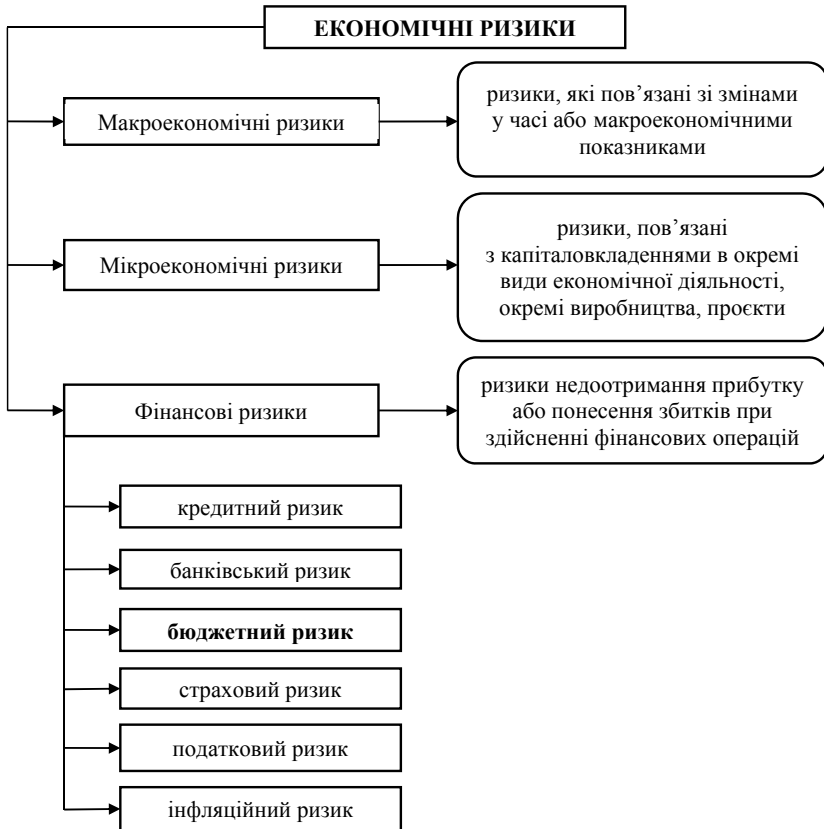 ЕКОНОМІЧНІ РИЗИКИ
Макроекономічні ризики
ризики, які пов’язані зі змінами
у часі або макроекономічними
показниками
Мікроекономічні ризики
ризики, пов’язані
з капіталовкладеннями в окремі
види економічної діяльності,
окремі виробництва, проєкти
Фінансові ризики
ризики недоотримання прибутку
або понесення збитків при
здійсненні фінансових операцій
кредитний ризик
банківський ризик
бюджетний ризик
страховий ризик
податковий ризик
інфляційний ризик